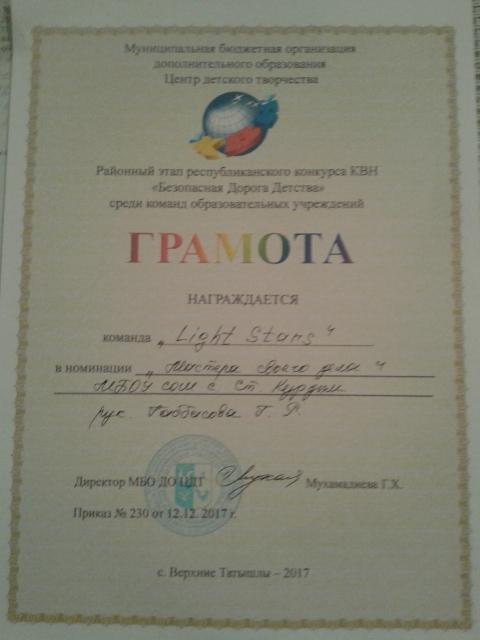 Муниципальная бюджетная организация
дополнительного образования
Центр детского творчества
Районный этап республиканского конкурса КВН
«Безопасная Дорога Детства»
среди команд образовательных учреждений
ГРАМОТА
НАГРАЖДАЕТСЯ
команда „Light Stars“
в номинации „Мастера своего дела“
МБОУ СОШ с. Ст Курдым
рук. Габбасова Г. Р.
Директор МБО ДО ЦДТ Мухамадиева Г.Х.
Приказ № 230 от 12.12. 2017 г.
с. Верхние Татышлы – 2017